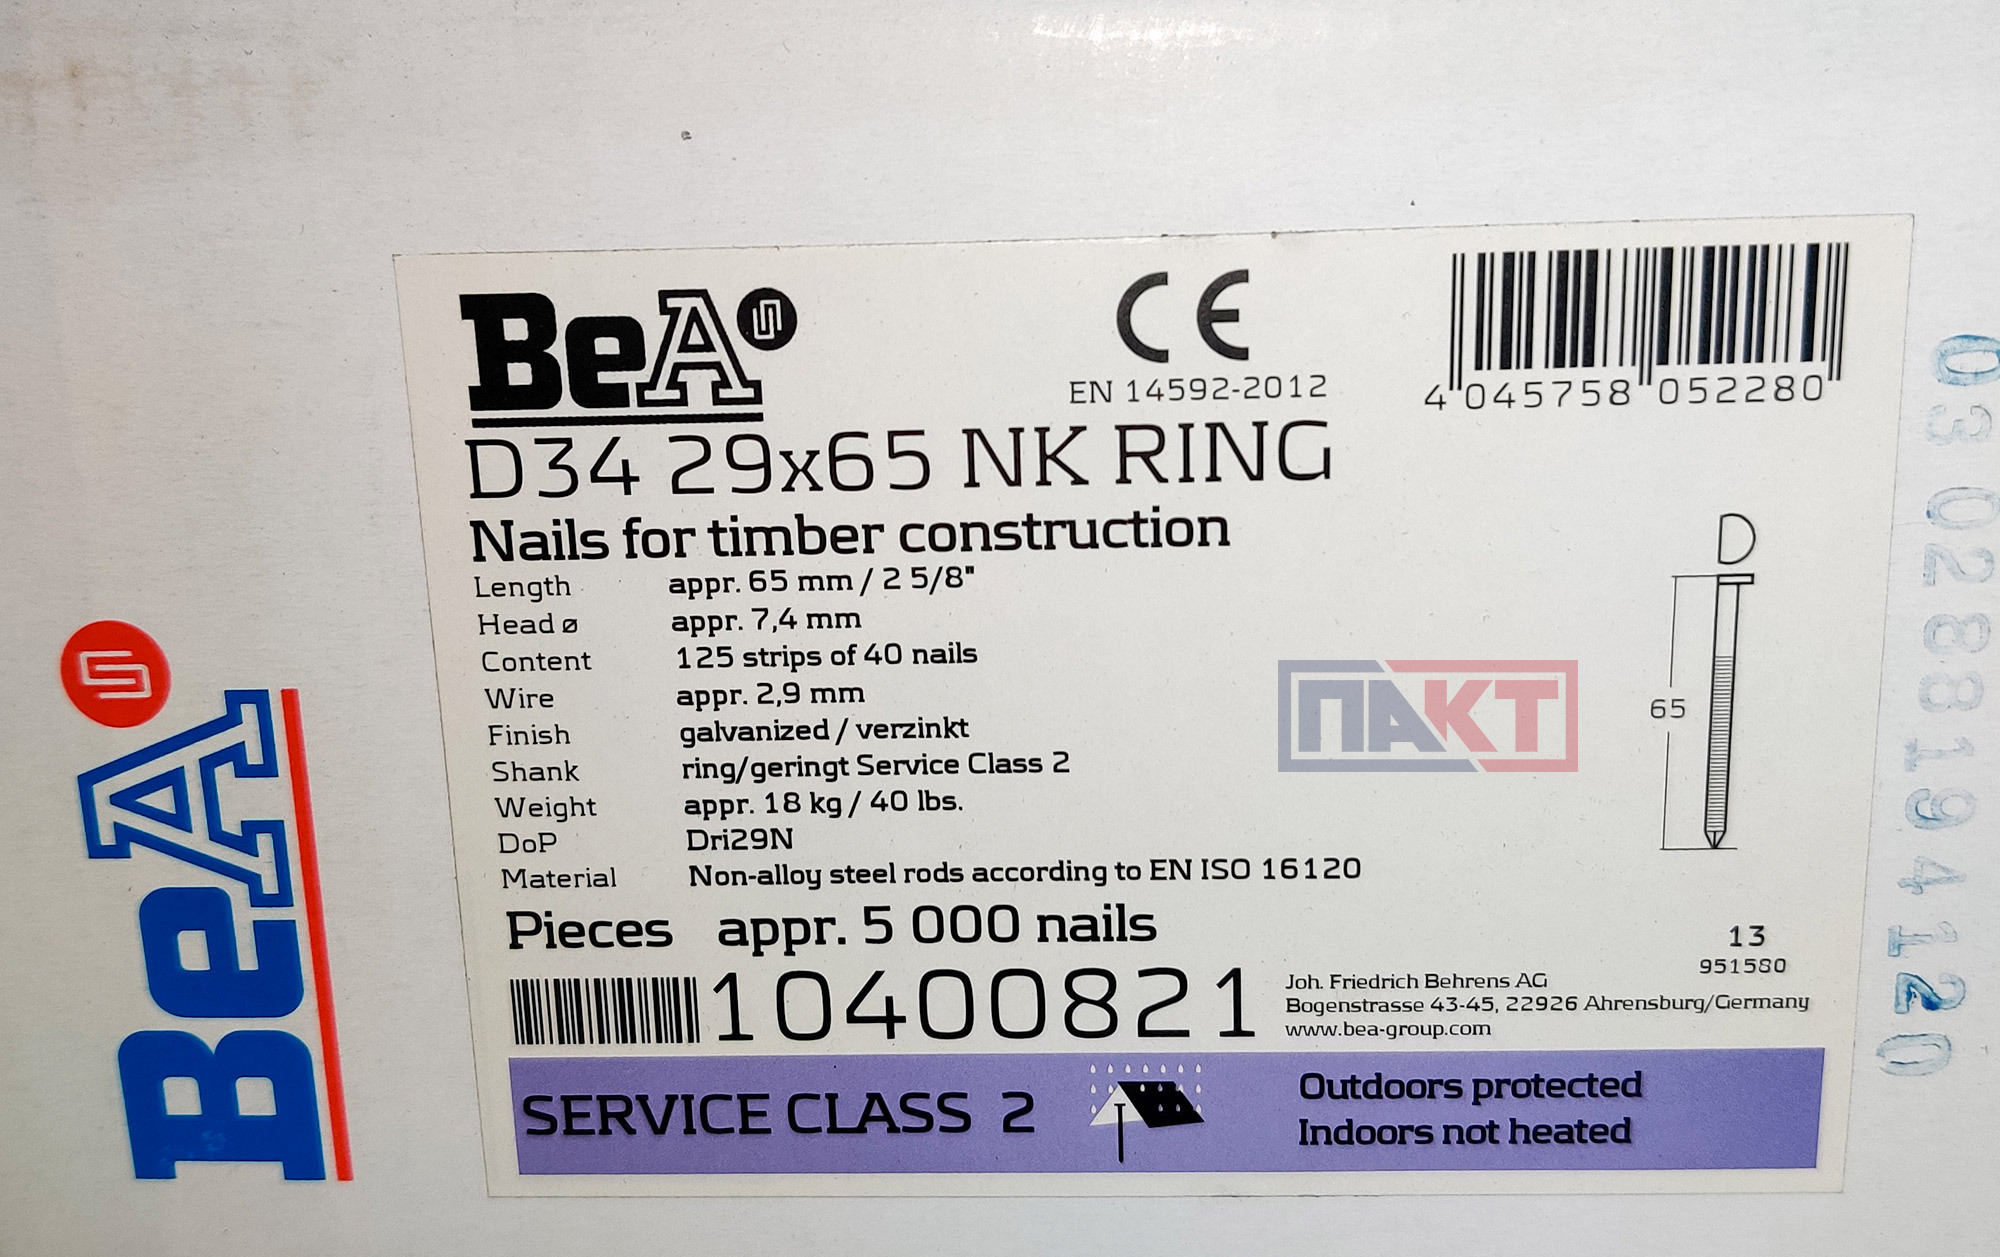 BeA
BeA
CE
EN 14592-2012
4 045758 052280
D34 29x65 NK RING
Nails for timber construction
Length appr. 65 mm / 2 5/8"
Head ø appr. 7,4 mm
Content 125 strips of 40 nails
Wire appr. 2,9 mm
Finish galvanized / verzinkt
Shank ring/geringt Service Class 2
Weight appr. 18 kg / 40 lbs.
DoP Dri29N
Material Non-alloy steel rods according to EN ISO 16120
Pieces appr. 5 000 nails
10400821
65
ПАКТ
13
951580
Joh. Friedrich Behrens AG
Bogenstrasse 43-45, 22926 Ahrensburg/Germany
www.bea-group.com
SERVICE CLASS 2
Outdoors protected
Indoors not heated
03 0288194120